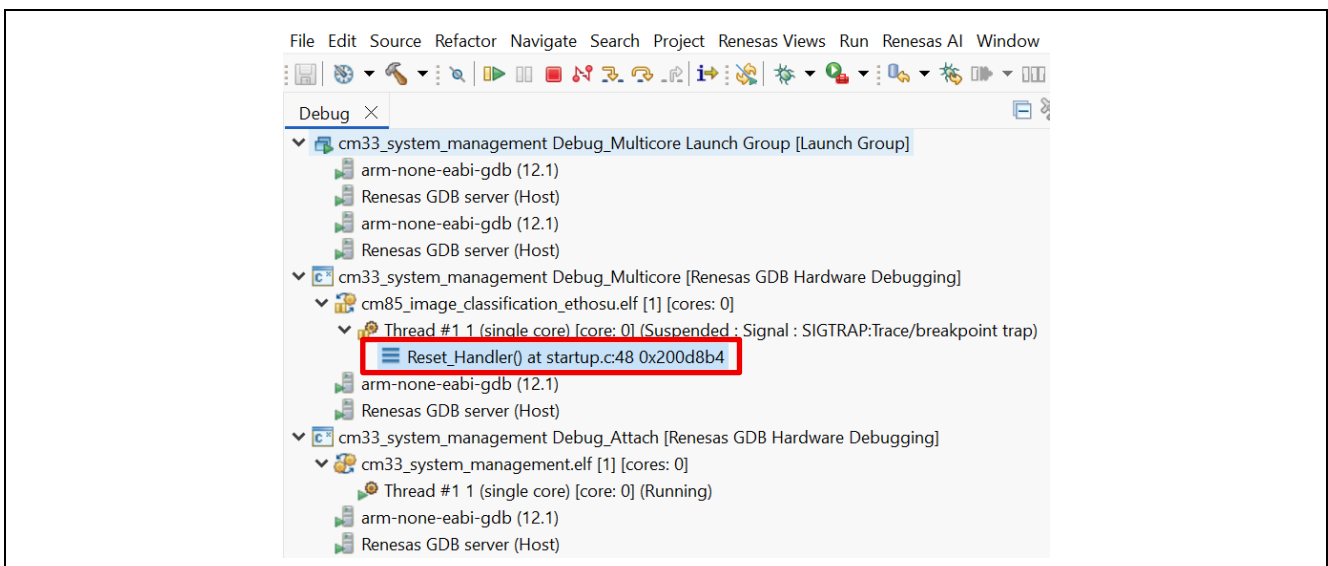 File Edit Source Refactor Navigate Search Project Renesas Views Run Renesas AI Window
Debug
cm33_system_management Debug_Multicore Launch Group [Launch Group]
arm-none-eabi-gdb (12.1)
Renesas GDB server (Host)
arm-none-eabi-gdb (12.1)
Renesas GDB server (Host)
cm33_system_management Debug_Multicore [Renesas GDB Hardware Debugging]
cm85_image_classification_ethosu.elf [1] [cores: 0]
Thread #1 1 (single core) [core: 0] (Suspended : Signal : SIGTRAP:Trace/breakpoint trap)
Reset_Handler() at startup.c:48 0x200d8b4
arm-none-eabi-gdb (12.1)
Renesas GDB server (Host)
cm33_system_management Debug_Attach [Renesas GDB Hardware Debugging]
cm33_system_management.elf [1] [cores: 0]
Thread #1 1 (single core) [core: 0] (Running)
arm-none-eabi-gdb (12.1)
Renesas GDB server (Host)